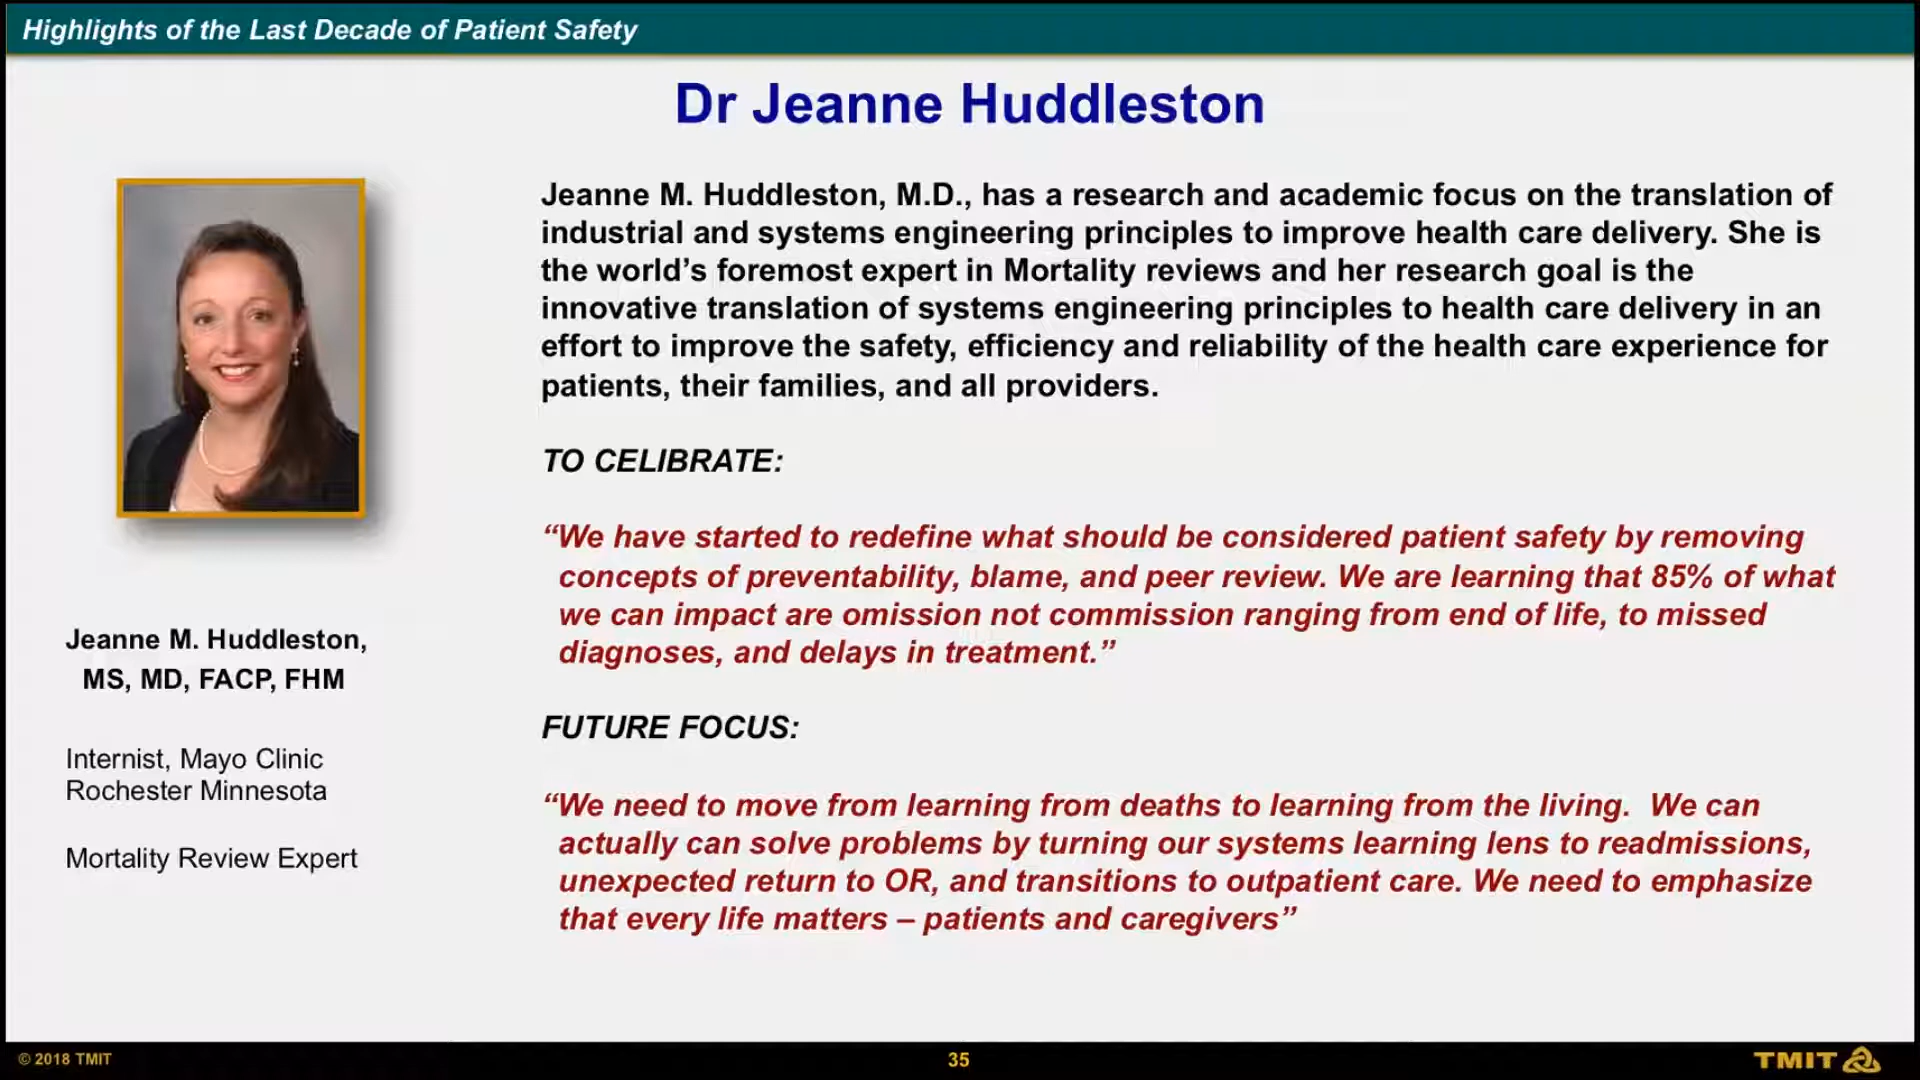 Highlights of the Last Decade of Patient Safety
Dr Jeanne Huddleston
Jeanne M. Huddleston, M.D., has a research and academic focus on the translation of
industrial and systems engineering principles to improve health care delivery. She is
the world’s foremost expert in Mortality reviews and her research goal is the
innovative translation of systems engineering principles to health care delivery in an
effort to improve the safety, efficiency and reliability of the health care experience for
patients, their families, and all providers.
TO CELIBRATE:
“We have started to redefine what should be considered patient safety by removing
concepts of preventability, blame, and peer review. We are learning that 85% of what
we can impact are omission not commission ranging from end of life, to missed
diagnoses, and delays in treatment.”
FUTURE FOCUS:
“We need to move from learning from deaths to learning from the living.  We can
actually can solve problems by turning our systems learning lens to readmissions,
unexpected return to OR, and transitions to outpatient care. We need to emphasize
that every life matters – patients and caregivers”
Jeanne M. Huddleston,
MS, MD, FACP, FHM
Internist, Mayo Clinic
Rochester Minnesota
Mortality Review Expert
© 2018 TMIT
35
TMIT